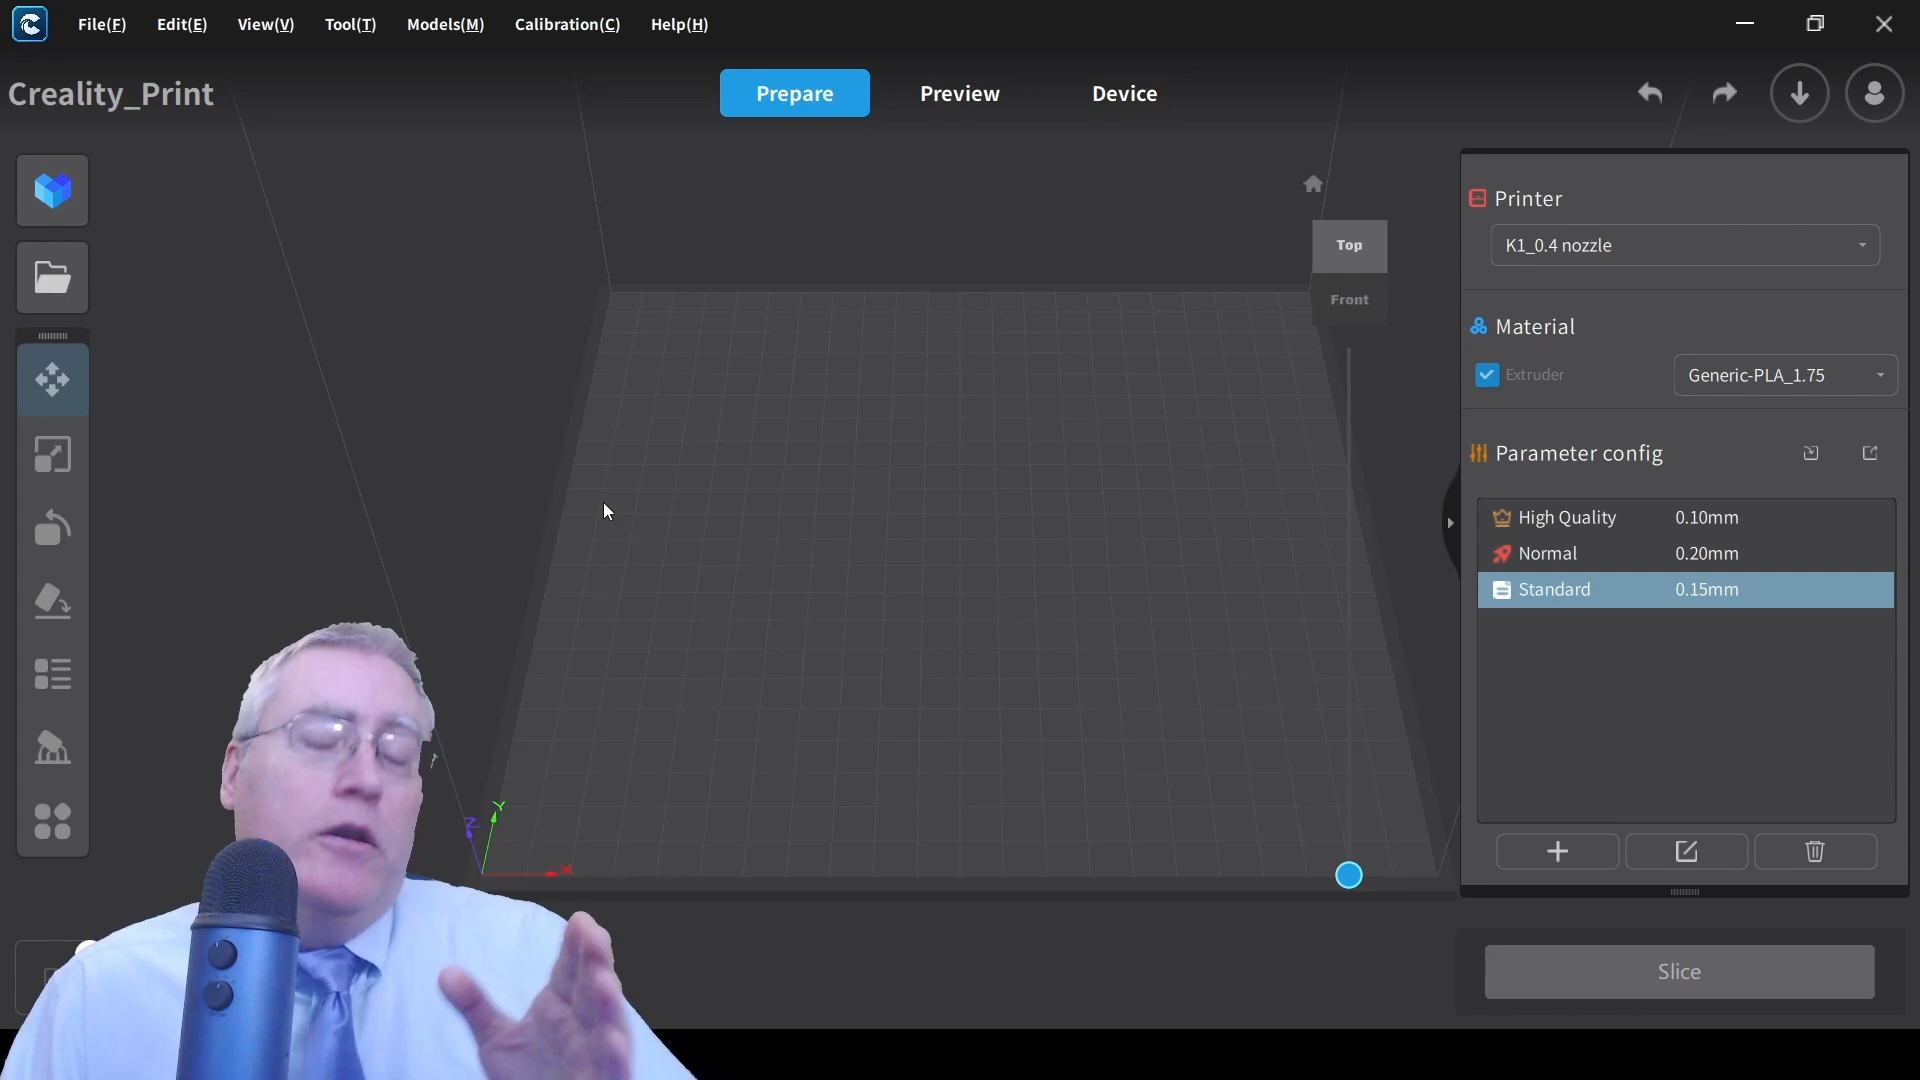 File(F) Edit(E) View(V) Tool(T) Models(M) Calibration(C) Help(H)
Creality_Print
Prepare Preview Device
Top
Front
Printer
K1_0.4 nozzle
Material
Extruder Generic-PLA_1.75
Parameter config
High Quality 0.10mm
Normal 0.20mm
Standard 0.15mm
Z Y X
Slice